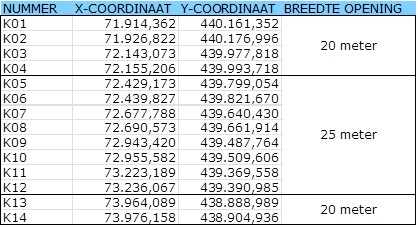 NUMMER X-COORDINAAT Y-COORDINAAT BREEDTE OPENING
K01 71.914,362 440.161,352
K02 71.926,822 440.176,996
20 meter
K03 72.143,073 439.977,818
K04 72.155,206 439.993,718
K05 72.429,173 439.799,054
K06 72.439,827 439.821,670
K07 72.677,788 439.640,430
K08 72.690,573 439.661,914
25 meter
K09 72.943,420 439.487,764
K10 72.955,582 439.509,606
K11 73.223,189 439.369,558
K12 73.236,067 439.390,985
K13 73.964,089 438.888,989
20 meter
K14 73.976,158 438.904,936